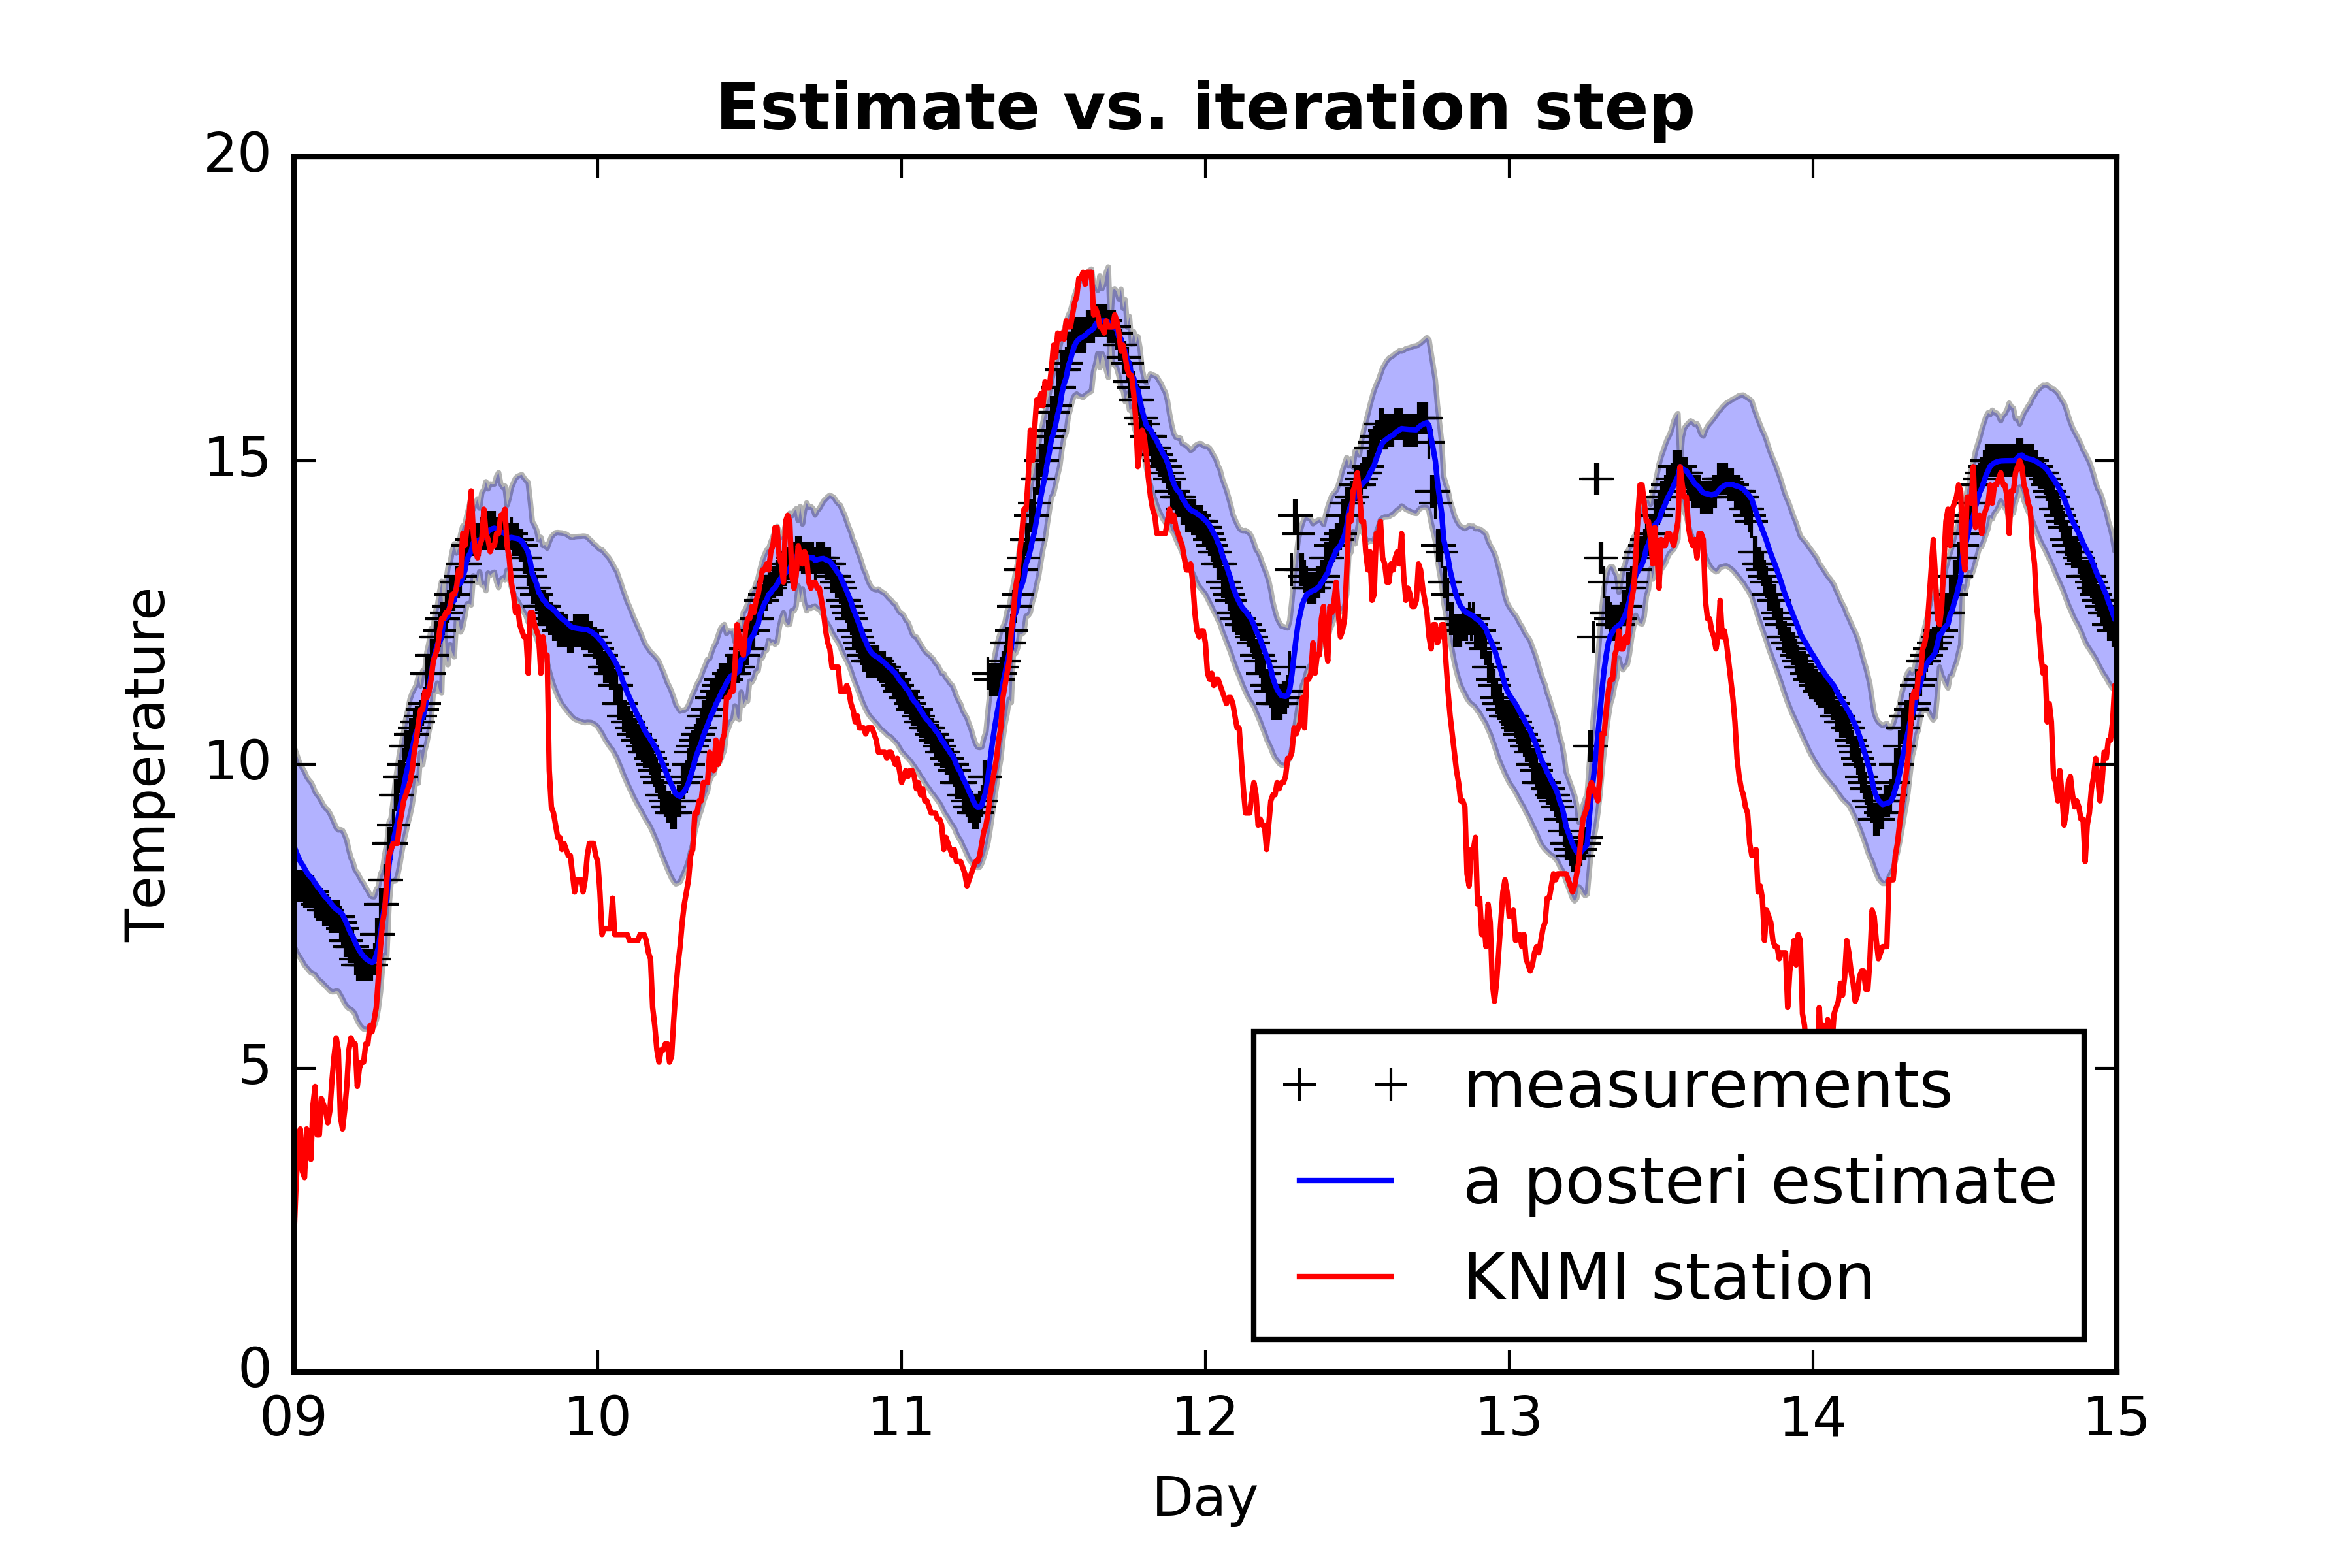 Estimate vs. iteration step
20
15
10
5
0
Temperature
09 10 11 12 13 14 15
Day
measurements
a posteri estimate
KNMI station